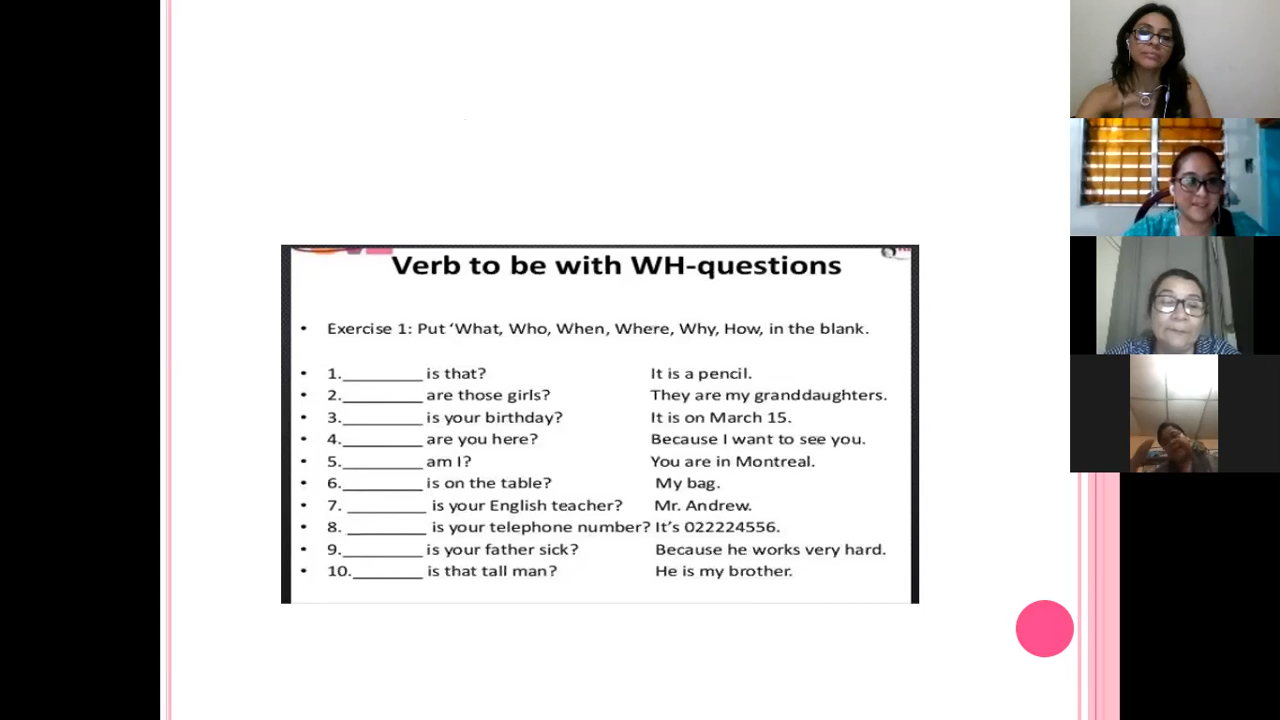 Verb to be with WH-questions
• Exercise 1: Put ‘What, Who, When, Where, Why, How, in the blank.
• 1.________ is that? It is a pencil.
• 2.________ are those girls? They are my granddaughters.
• 3.________ is your birthday? It is on March 15.
• 4.________ are you here? Because I want to see you.
• 5.________ am I? You are in Montreal.
• 6.________ is on the table? My bag.
• 7. ________ is your English teacher? Mr. Andrew.
• 8. ________ is your telephone number? It’s 022224556.
• 9.________ is your father sick? Because he works very hard.
• 10._______ is that tall man? He is my brother.